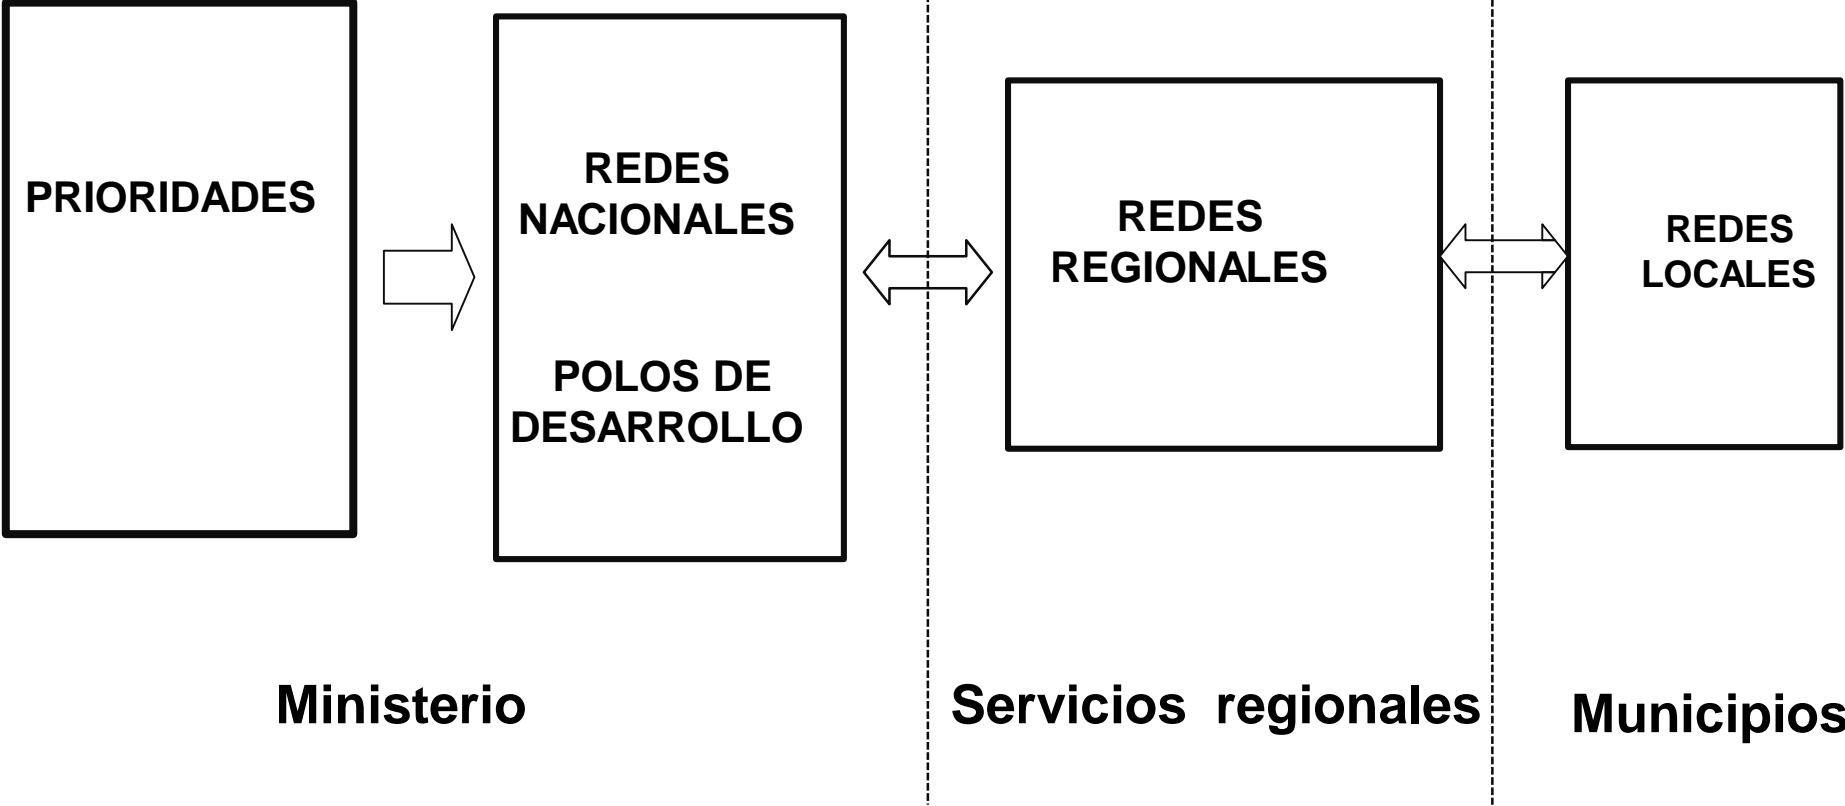 PRIORIDADES
REDES
NACIONALES
POLOS DE
DESARROLLO
REDES
REGIONALES
REDES
LOCALES
Ministerio
Servicios regionales
Municipios